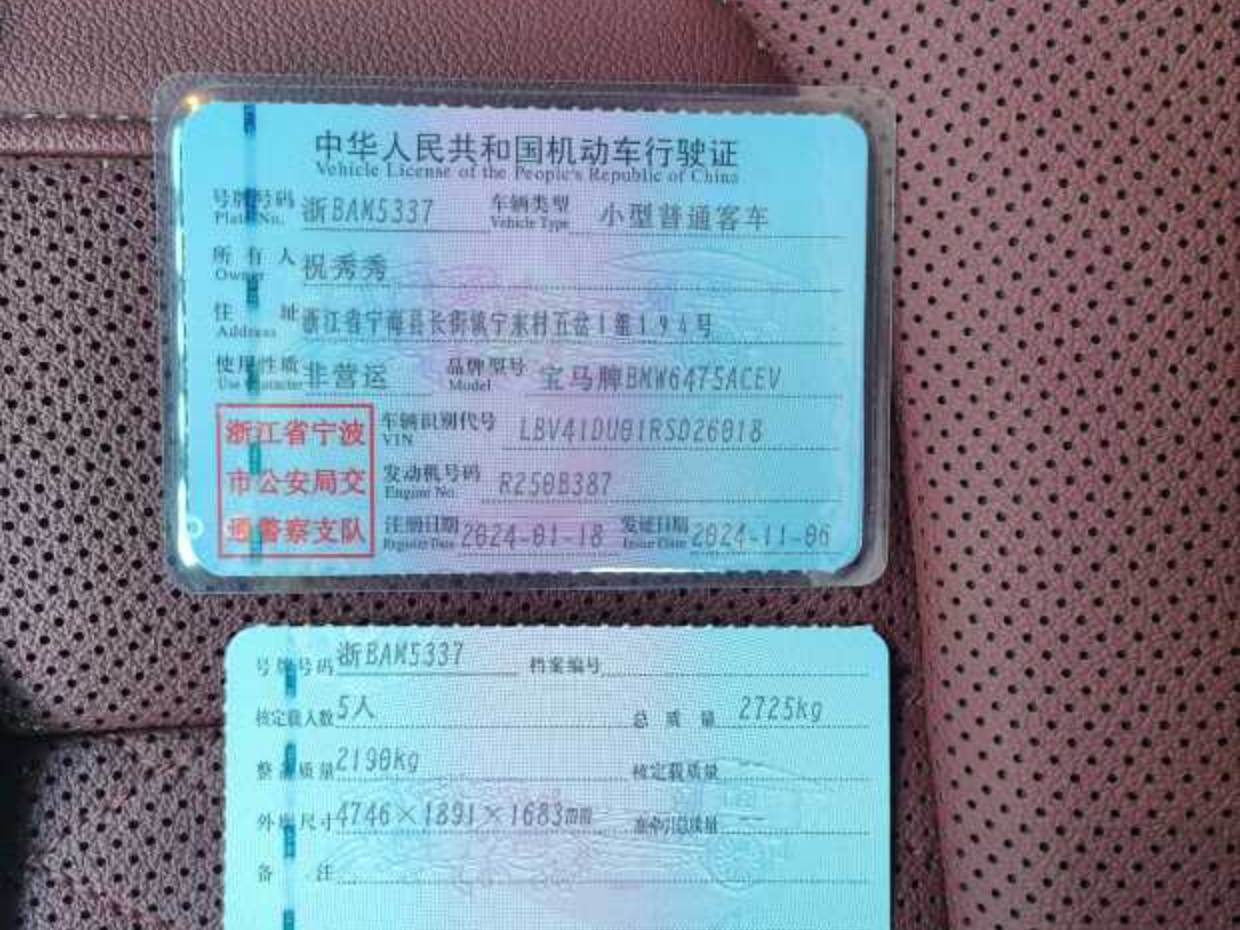 中华人民共和国机动车行驶证
Vehicle License of the People's Republic of China
号牌号码 浙BAM5337 车辆类型 小型普通客车
Plate No. Vehicle Type
所有人 祝秀秀
Owner
住址 浙江省宁海县长街镇宁东村五岔1组194号
Address
使用性质 非营运 品牌型号 宝马牌BMW6475ACEV
Use Character Model
浙江省宁波 车辆识别代号 LBV41DU01RSD26018
VIN
市公安局交 发动机号码 R250B387
Engine No.
通警察支队 注册日期 2024-01-18 发证日期 2024-11-06
Register Date Issue Date
号牌号码 浙BAM5337 档案编号
核定载人数 5人 总质量 2725kg
整备质量 2190kg 核定载质量 --
外廓尺寸 4746×1891×1683mm 准牵引总质量 --
备注